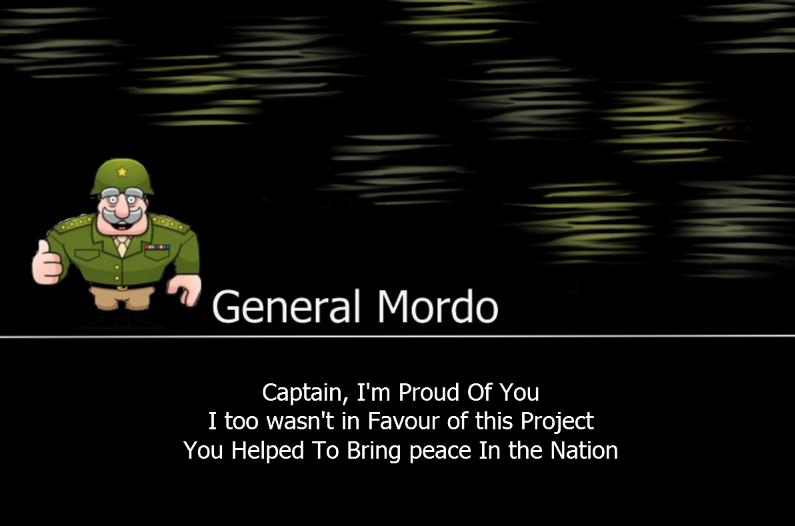 General Mordo
Captain, I'm Proud Of You
I too wasn't in Favour of this Project
You Helped To Bring peace In the Nation